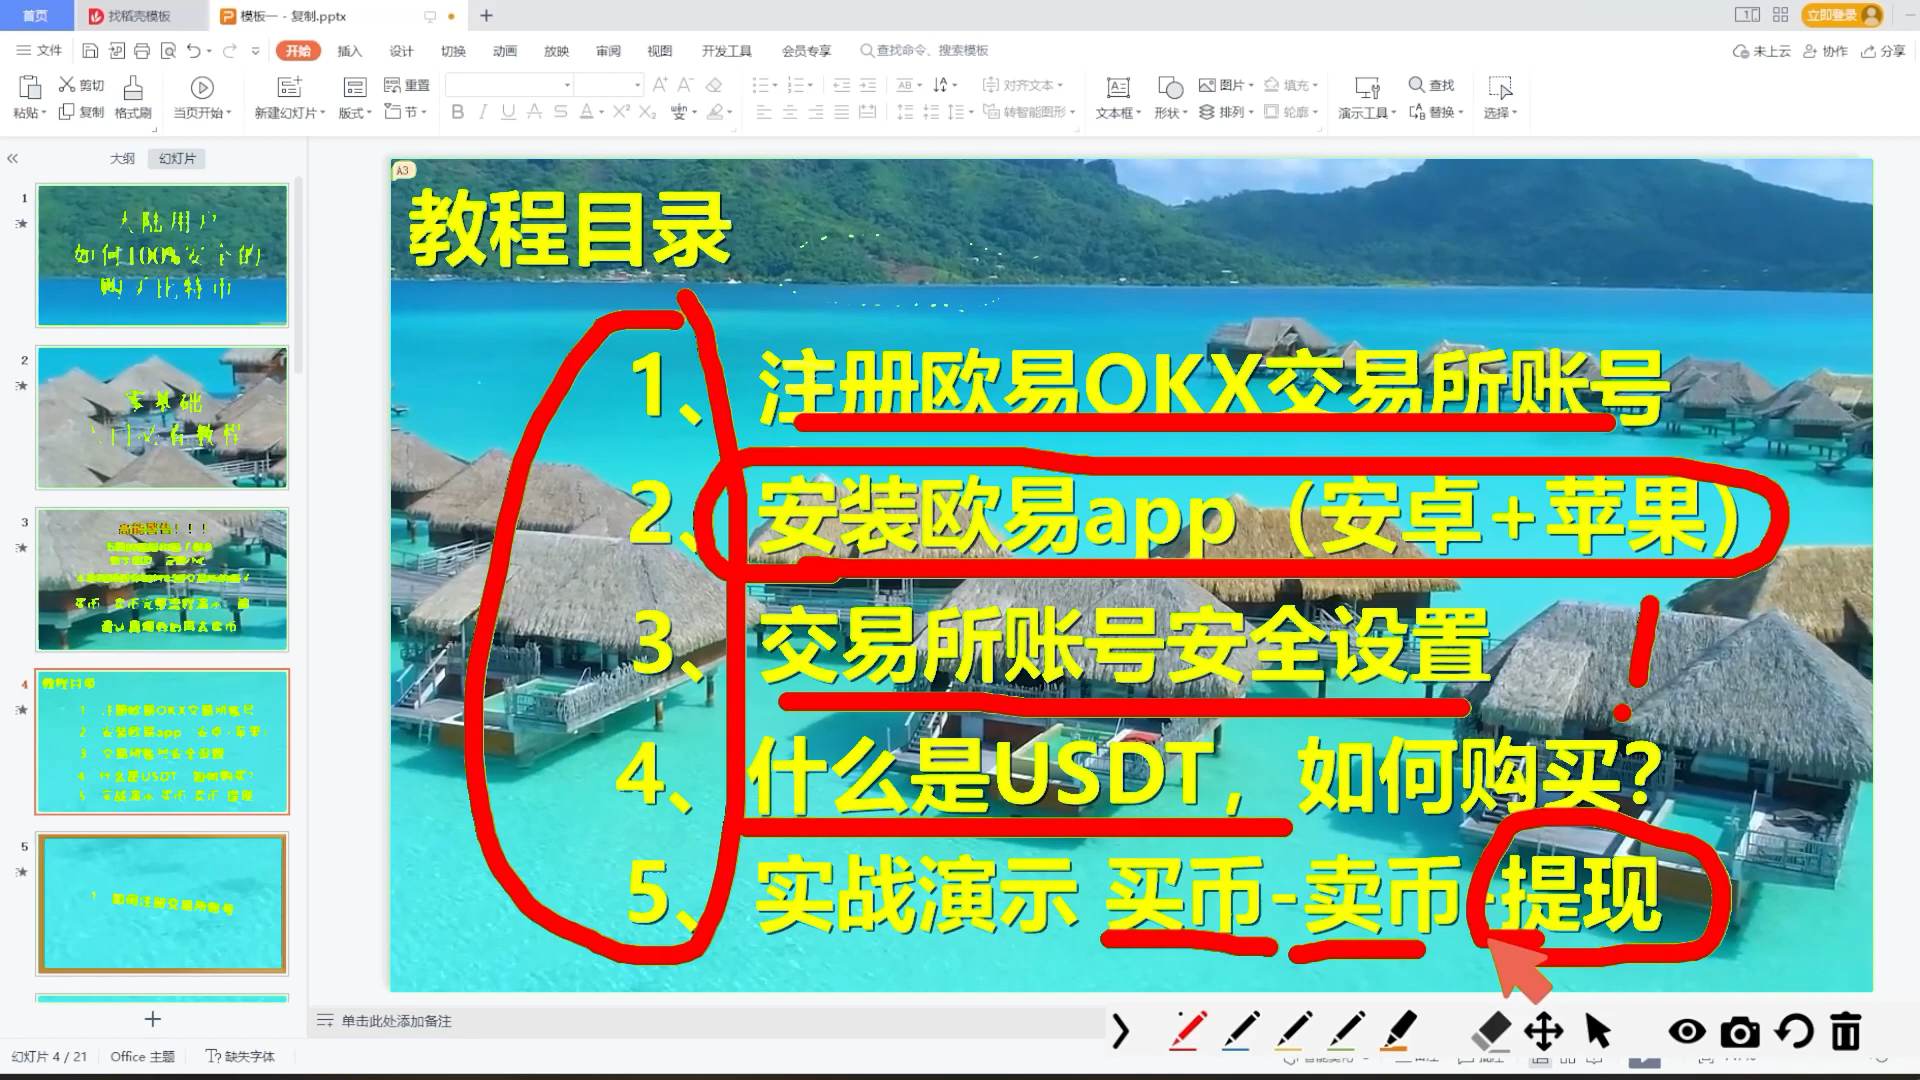 首页
找稻壳模板
模板一 - 复制.pptx
立即登录
文件
开始
插入
设计
切换
动画
放映
审阅
视图
开发工具
会员专享
查找命令、搜索模板
未上云
协作
分享
粘贴
剪切
复制
格式刷
当页开始
新建幻灯片
版式
重置
节
对齐文本
转智能图形
文本框
形状
图片
排列
填充
轮廓
演示工具
查找
替换
选择
大纲
幻灯片
1
2
3
4
5
A3
教程目录
1、 注册欧易OKX交易所账号
2、 安装欧易app（安卓+苹果）
3、 交易所账号安全设置
4、 什么是USDT，如何购买?
5、 实战演示 买币-卖币-提现
单击此处添加备注
幻灯片 4 / 21
Office 主题
缺失字体